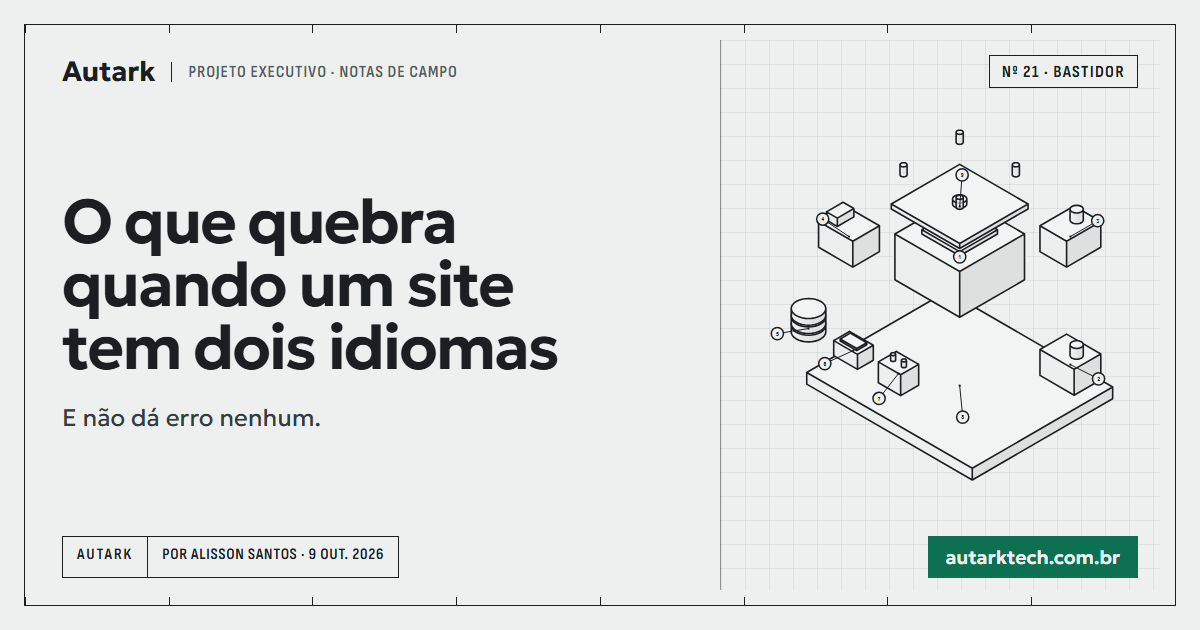 Autark
PROJETO EXECUTIVO · NOTAS DE CAMPO
Nº 21 · BASTIDOR
O que quebra
quando um site
tem dois idiomas
E não dá erro nenhum.
AUTARK
POR ALISSON SANTOS · 9 OUT. 2026
autarktech.com.br